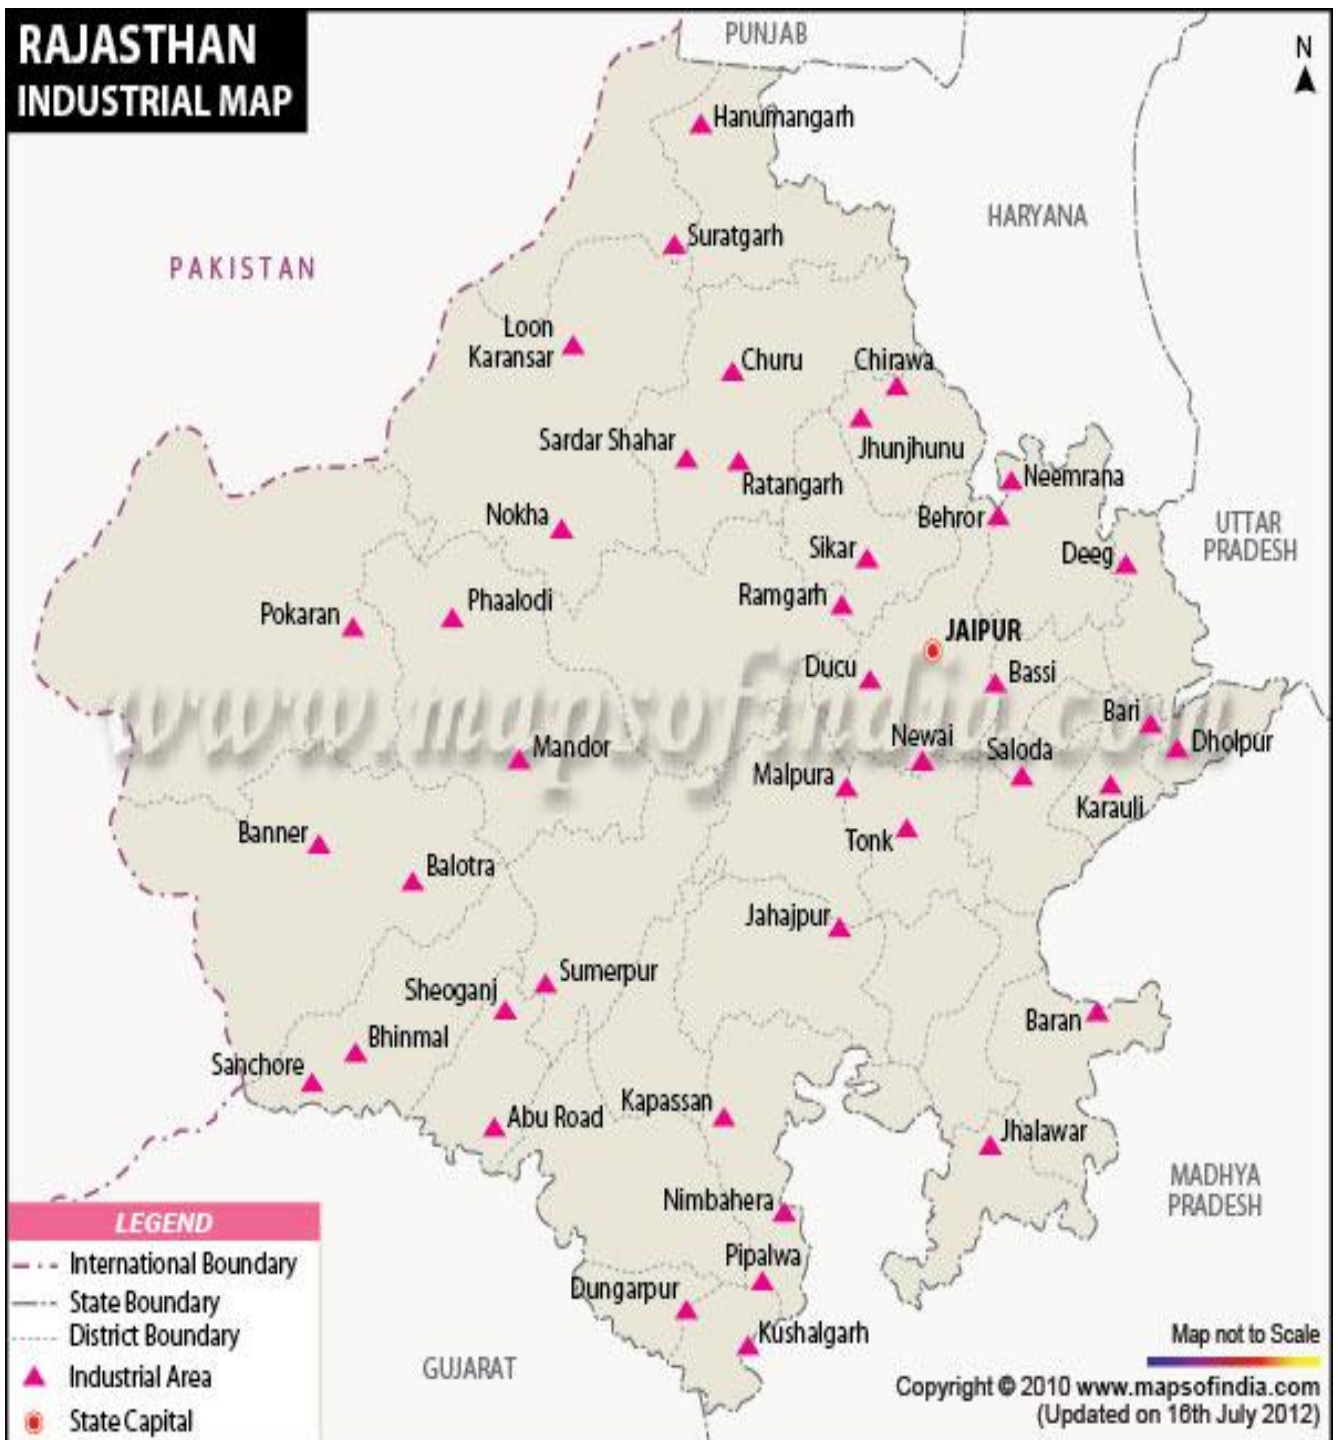 RAJASTHAN
INDUSTRIAL MAP
PUNJAB
N
Hanumangarh
HARYANA
Suratgarh
PAKISTAN
Loon
Karansar
Churu
Chirawa
Sardar Shahar
Jhunjhunu
Ratangarh
Neemrana
Nokha
Behror
UTTAR
PRADESH
Sikar
Deeg
Ramgarh
Phaalodi
Pokaran
JAIPUR
Ducu
Bassi
www.mapsofindia.com
Bari
Dholpur
Newai
Saloda
Mandor
Malpura
Karauli
Banner
Tonk
Balotra
Jahajpur
Sumerpur
Sheoganj
Baran
Bhinmal
Sanchore
Kapassan
Abu Road
Jhalawar
MADHYA
PRADESH
Nimbahera
Pipalwa
Dungarpur
Kushalgarh
GUJARAT
LEGEND
International Boundary
State Boundary
District Boundary
Industrial Area
State Capital
Map not to Scale
Copyright © 2010 www.mapsofindia.com
(Updated on 16th July 2012)